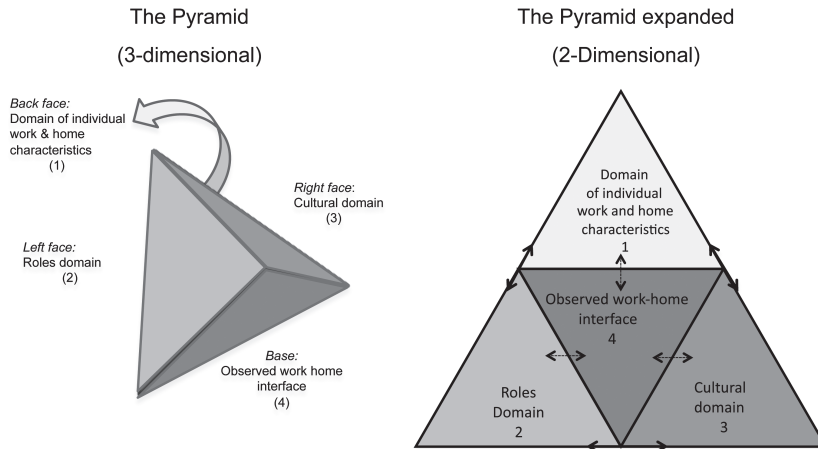 The Pyramid
(3-dimensional)
Back face:
Domain of individual
work & home
characteristics
(1)
Right face:
Cultural domain
(3)
Left face:
Roles domain
(2)
Base:
Observed work home
interface
(4)
The Pyramid expanded
(2-Dimensional)
Domain
of individual
work and home
characteristics
1
Observed work-home
interface
4
Roles
Domain
2
Cultural
domain
3